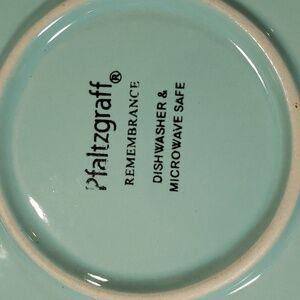 Pfaltzgraff®
REMEMBRANCE
DISHWASHER &
MICROWAVE SAFE